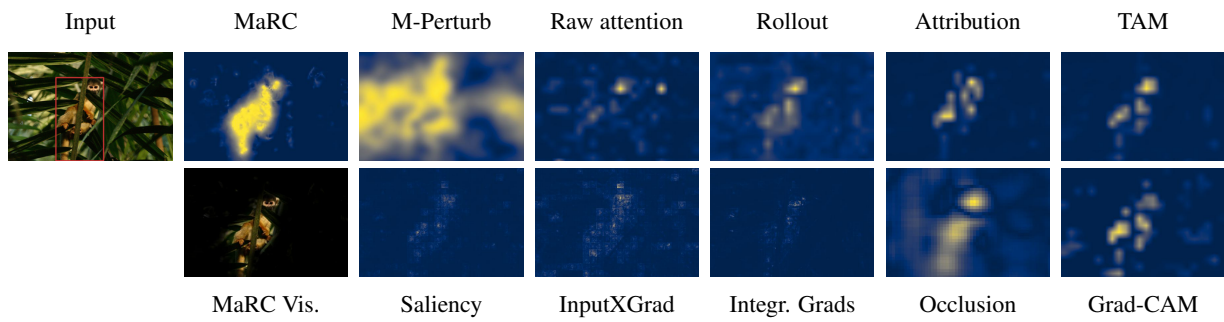 Input MaRC M-Perturb Raw attention Rollout Attribution TAM
MaRC Vis. Saliency InputXGrad Integr. Grads Occlusion Grad-CAM